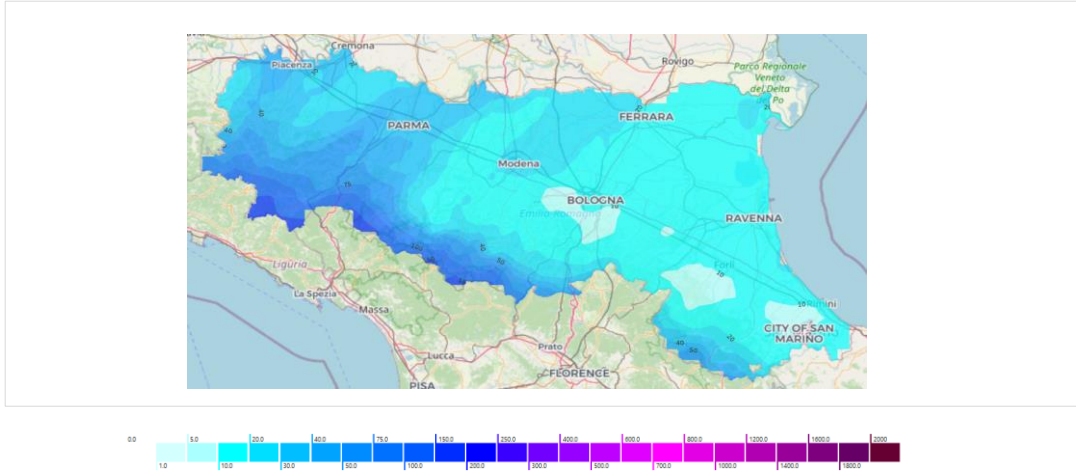 Cremona
Piacenza
Rovigo
Parco Regionale
Veneto
del Delta
del Po
PARMA
FERRARA
Modena
BOLOGNA
Emilia-Romagna
RAVENNA
Liguria
Forlì
La Spezia
Massa
Rimini
CITY OF SAN
MARINO
Prato
Lucca
FLORENCE
PISA
0.0 5.0 20.0 40.0 75.0 150.0 250.0 400.0 600.0 800.0 1200.0 1600.0 2000
1.0 10.0 30.0 50.0 100.0 200.0 300.0 500.0 700.0 1000.0 1400.0 1800.0